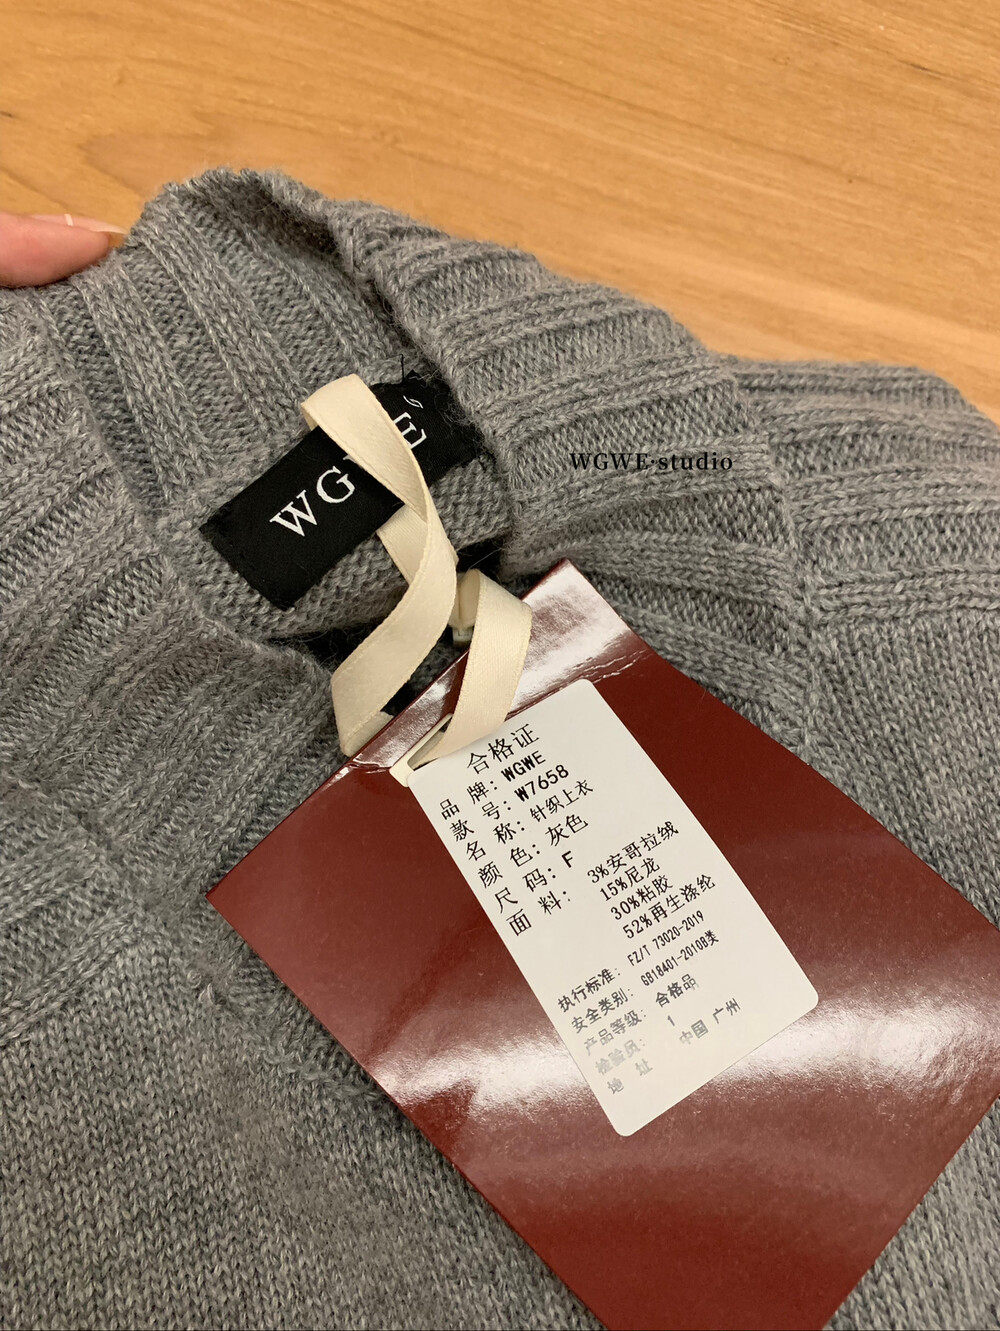 WGWE
WGWE·studio
合格证
品 牌: WGWE
款 号: W7658
名 称: 针织上衣
颜 色: 灰色
尺 码: F
面 料: 3%安哥拉绒
15%尼龙
30%粘胶
52%再生涤纶
执行标准: FZ/T 73020-2019
安全类别: GB18401-2010B类
产品等级: 合格品
检验员: 1
地 址 中国 广州